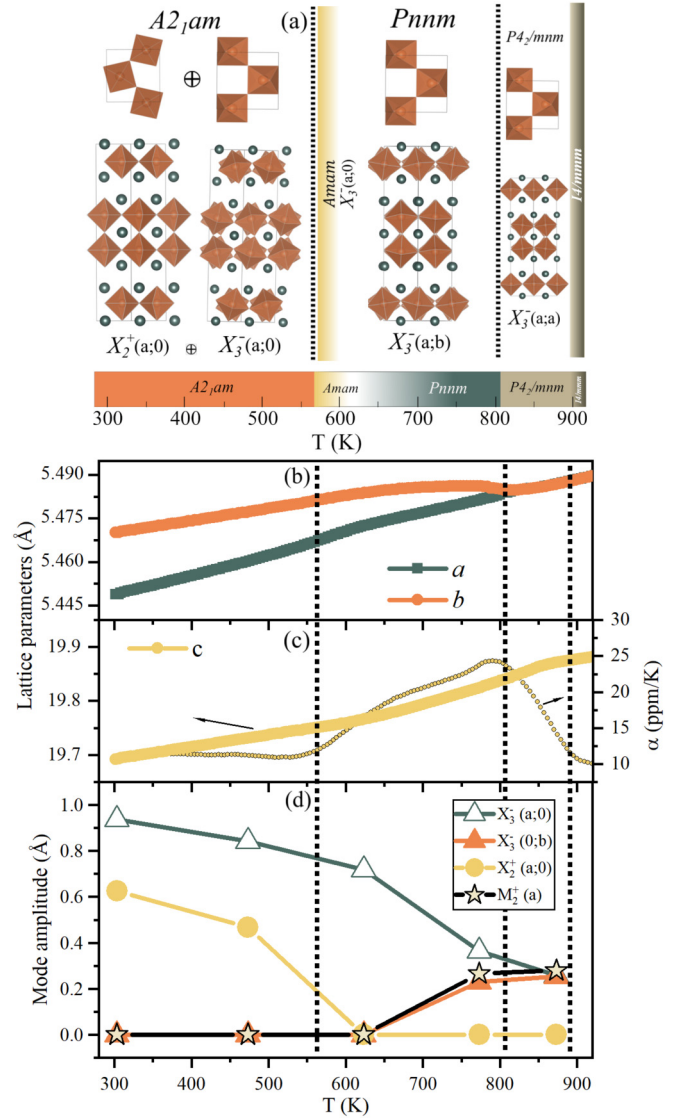 A2₁am (a) Pnnm P4₂/mnm
⊕
Amam
X₃⁻(a;0)
I4/mmm
X₂⁺(a;0) ⊕ X₃⁻(a;0) X₃⁻(a;b) X₃⁻(a;a)
A2₁am Amam Pnnm P4₂/mnm I4/mmm
300 400 500 600 700 800 900
T (K)
(b)
5.490
5.475
5.460
5.445
a
b
Lattice parameters (Å)
(c)
c
19.9
19.8
19.7
30
25
20
15
10
α (ppm/K)
(d)
1.0
0.8
0.6
0.4
0.2
0.0
Mode amplitude (Å)
X₃⁻ (a;0)
X₃⁻ (0;b)
X₂⁺ (a;0)
M₂⁺ (a)
300 400 500 600 700 800 900
T (K)